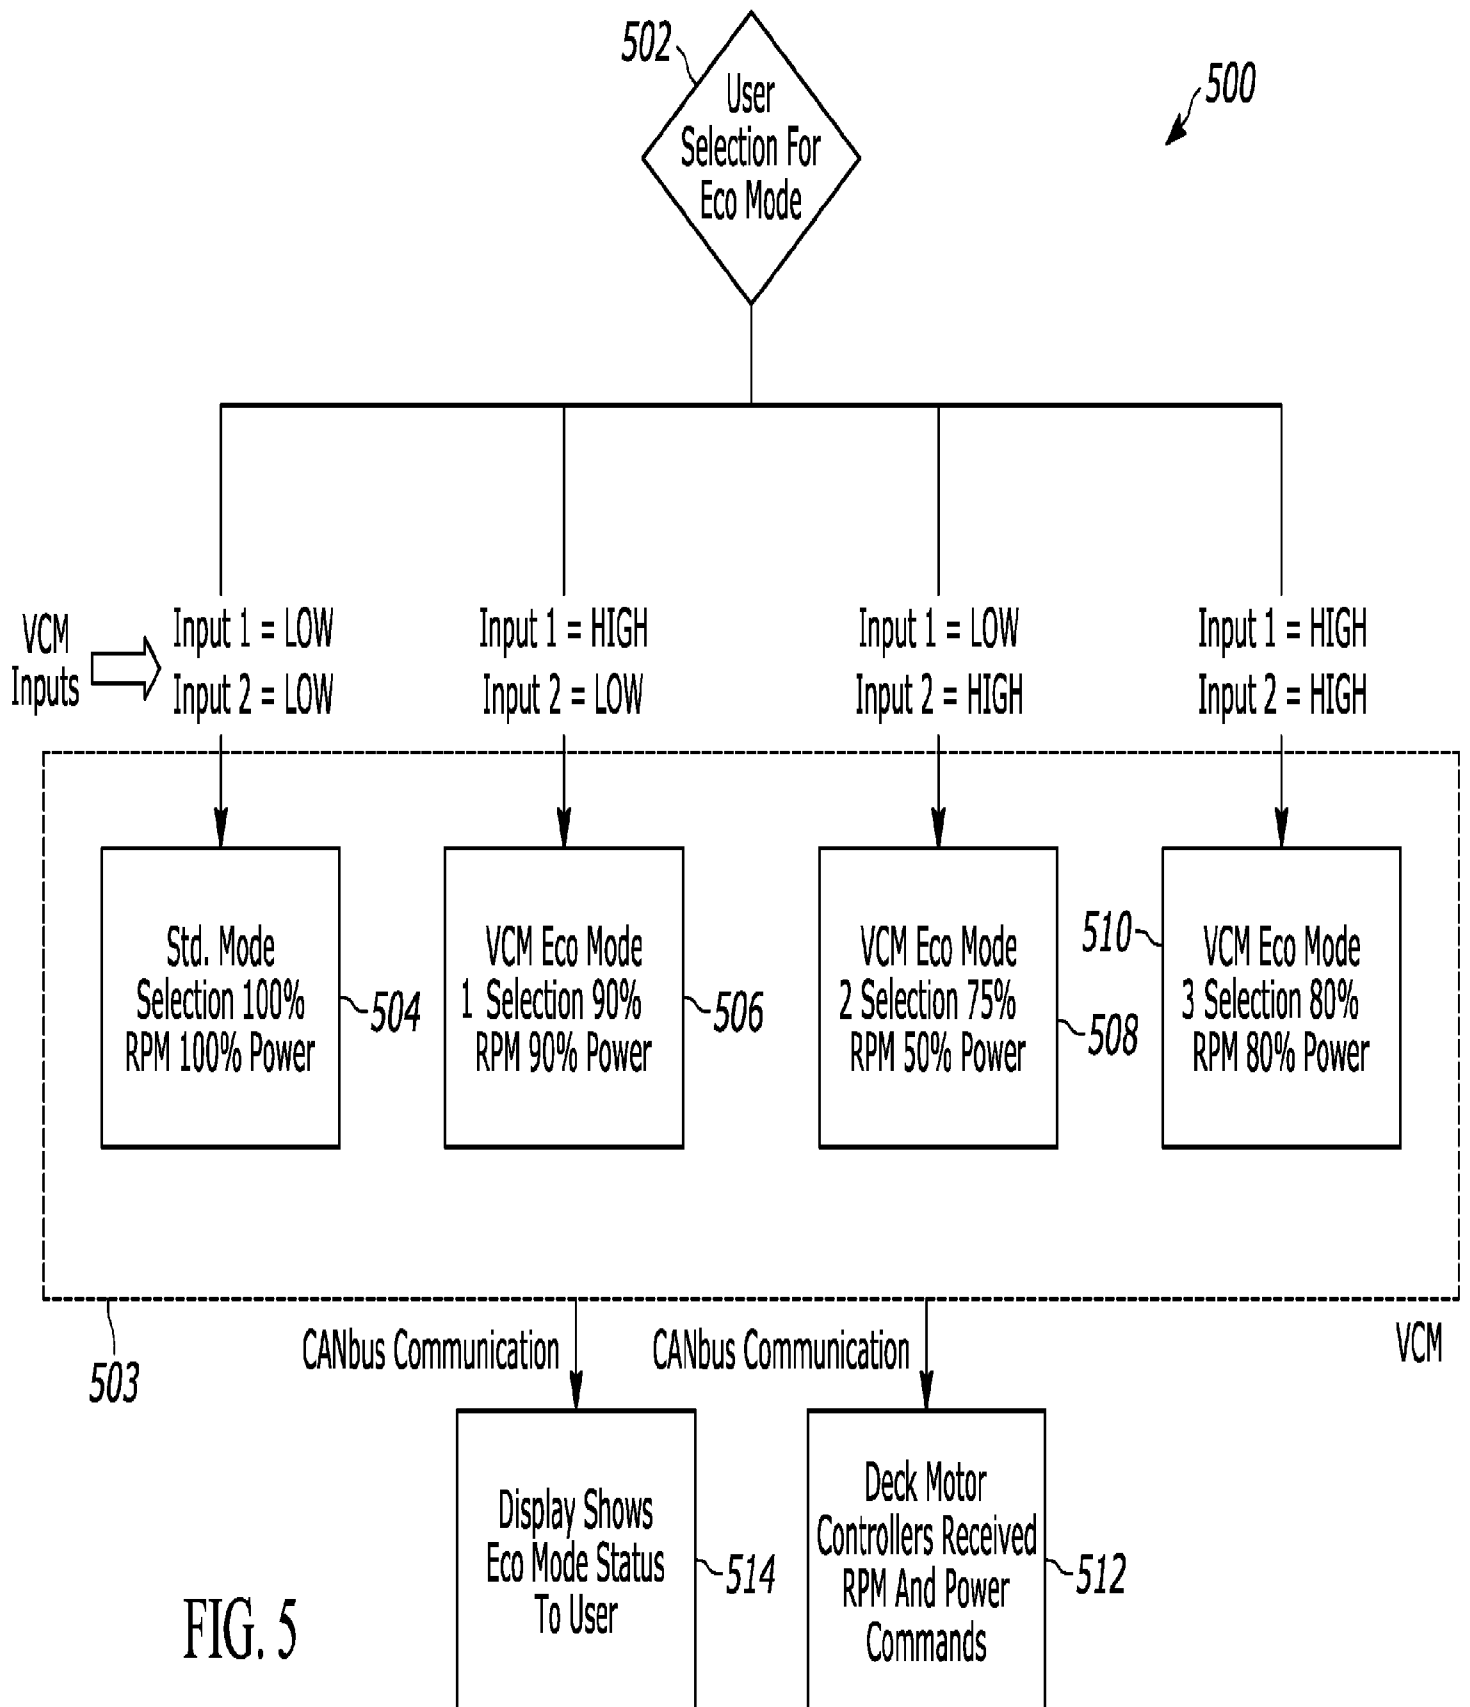 502
User
Selection For
Eco Mode
500
VCM
Inputs
Input 1 = LOW
Input 2 = LOW
Input 1 = HIGH
Input 2 = LOW
Input 1 = LOW
Input 2 = HIGH
Input 1 = HIGH
Input 2 = HIGH
Std. Mode
Selection 100%
RPM 100% Power
504
VCM Eco Mode
1 Selection 90%
RPM 90% Power
506
VCM Eco Mode
2 Selection 75%
RPM 50% Power
508
510
VCM Eco Mode
3 Selection 80%
RPM 80% Power
503
CANbus Communication
CANbus Communication
VCM
Display Shows
Eco Mode Status
To User
514
Deck Motor
Controllers Received
RPM And Power
Commands
512
FIG. 5